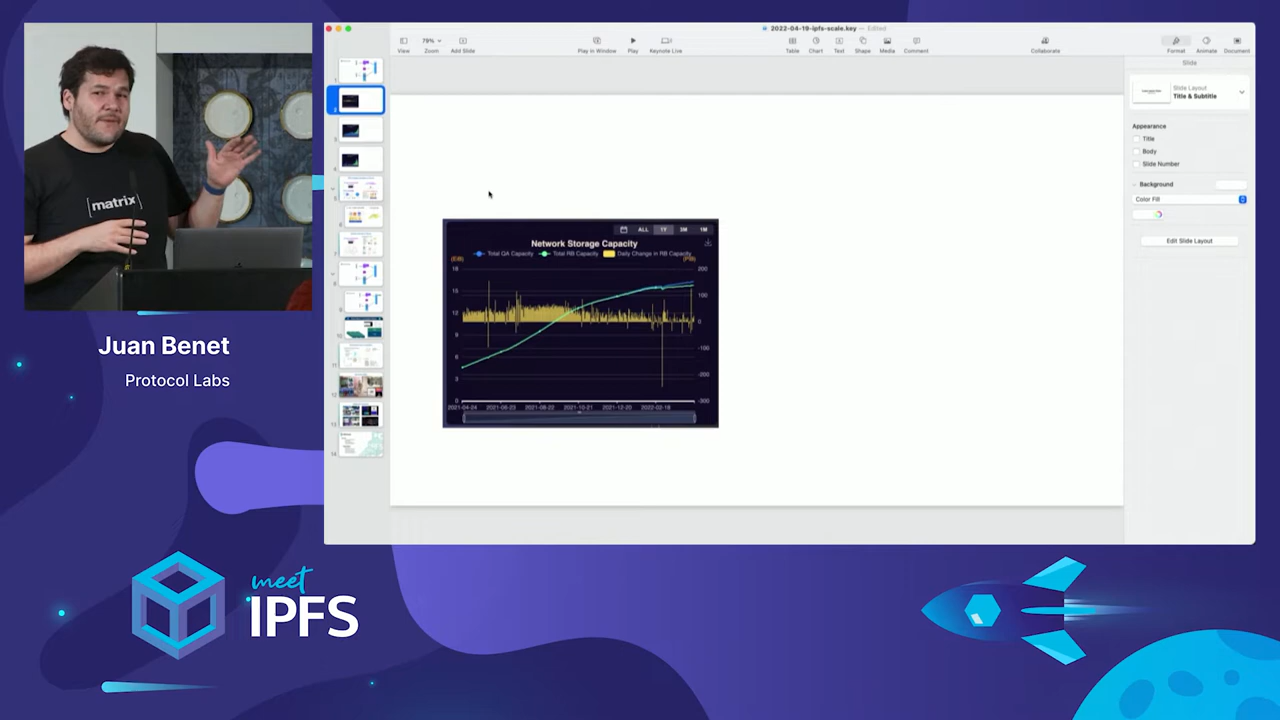 [matrix]
Juan Benet
Protocol Labs
meet
IPFS
2022-04-19-ipfs-scale.key — Edited
79%
View
Zoom
Add Slide
Play in Window
Play
Keynote Live
Table
Chart
Text
Shape
Media
Comment
Collaborate
Format
Animate
Document
Slide
Slide Layout
Title & Subtitle
Appearance
Title
Body
Slide Number
Background
Color Fill
Edit Slide Layout
ALL 1Y 3M 1M
Network Storage Capacity
Total QA Capacity Total RB Capacity Daily Change in RB Capacity
(EiB) (PiB)
18 200
15 100
12 0
9 -100
6 -200
3
0 -300
2021-04-24 2021-06-23 2021-08-22 2021-10-21 2021-12-20 2022-02-18